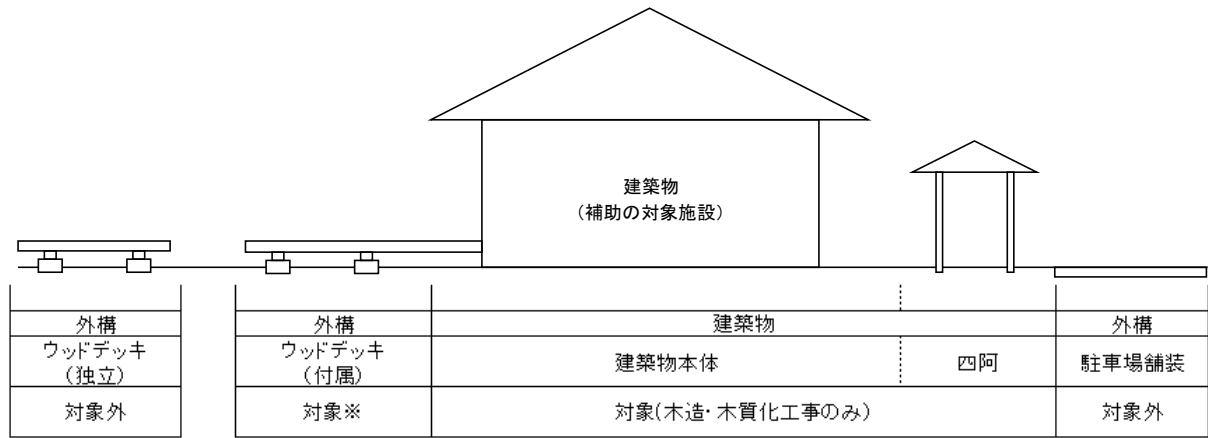 建築物
(補助の対象施設)
外構
外構
建築物
外構
ウッドデッキ
(独立)
ウッドデッキ
(付属)
建築物本体
四阿
駐車場舗装
対象外
対象※
対象(木造・木質化工事のみ)
対象外